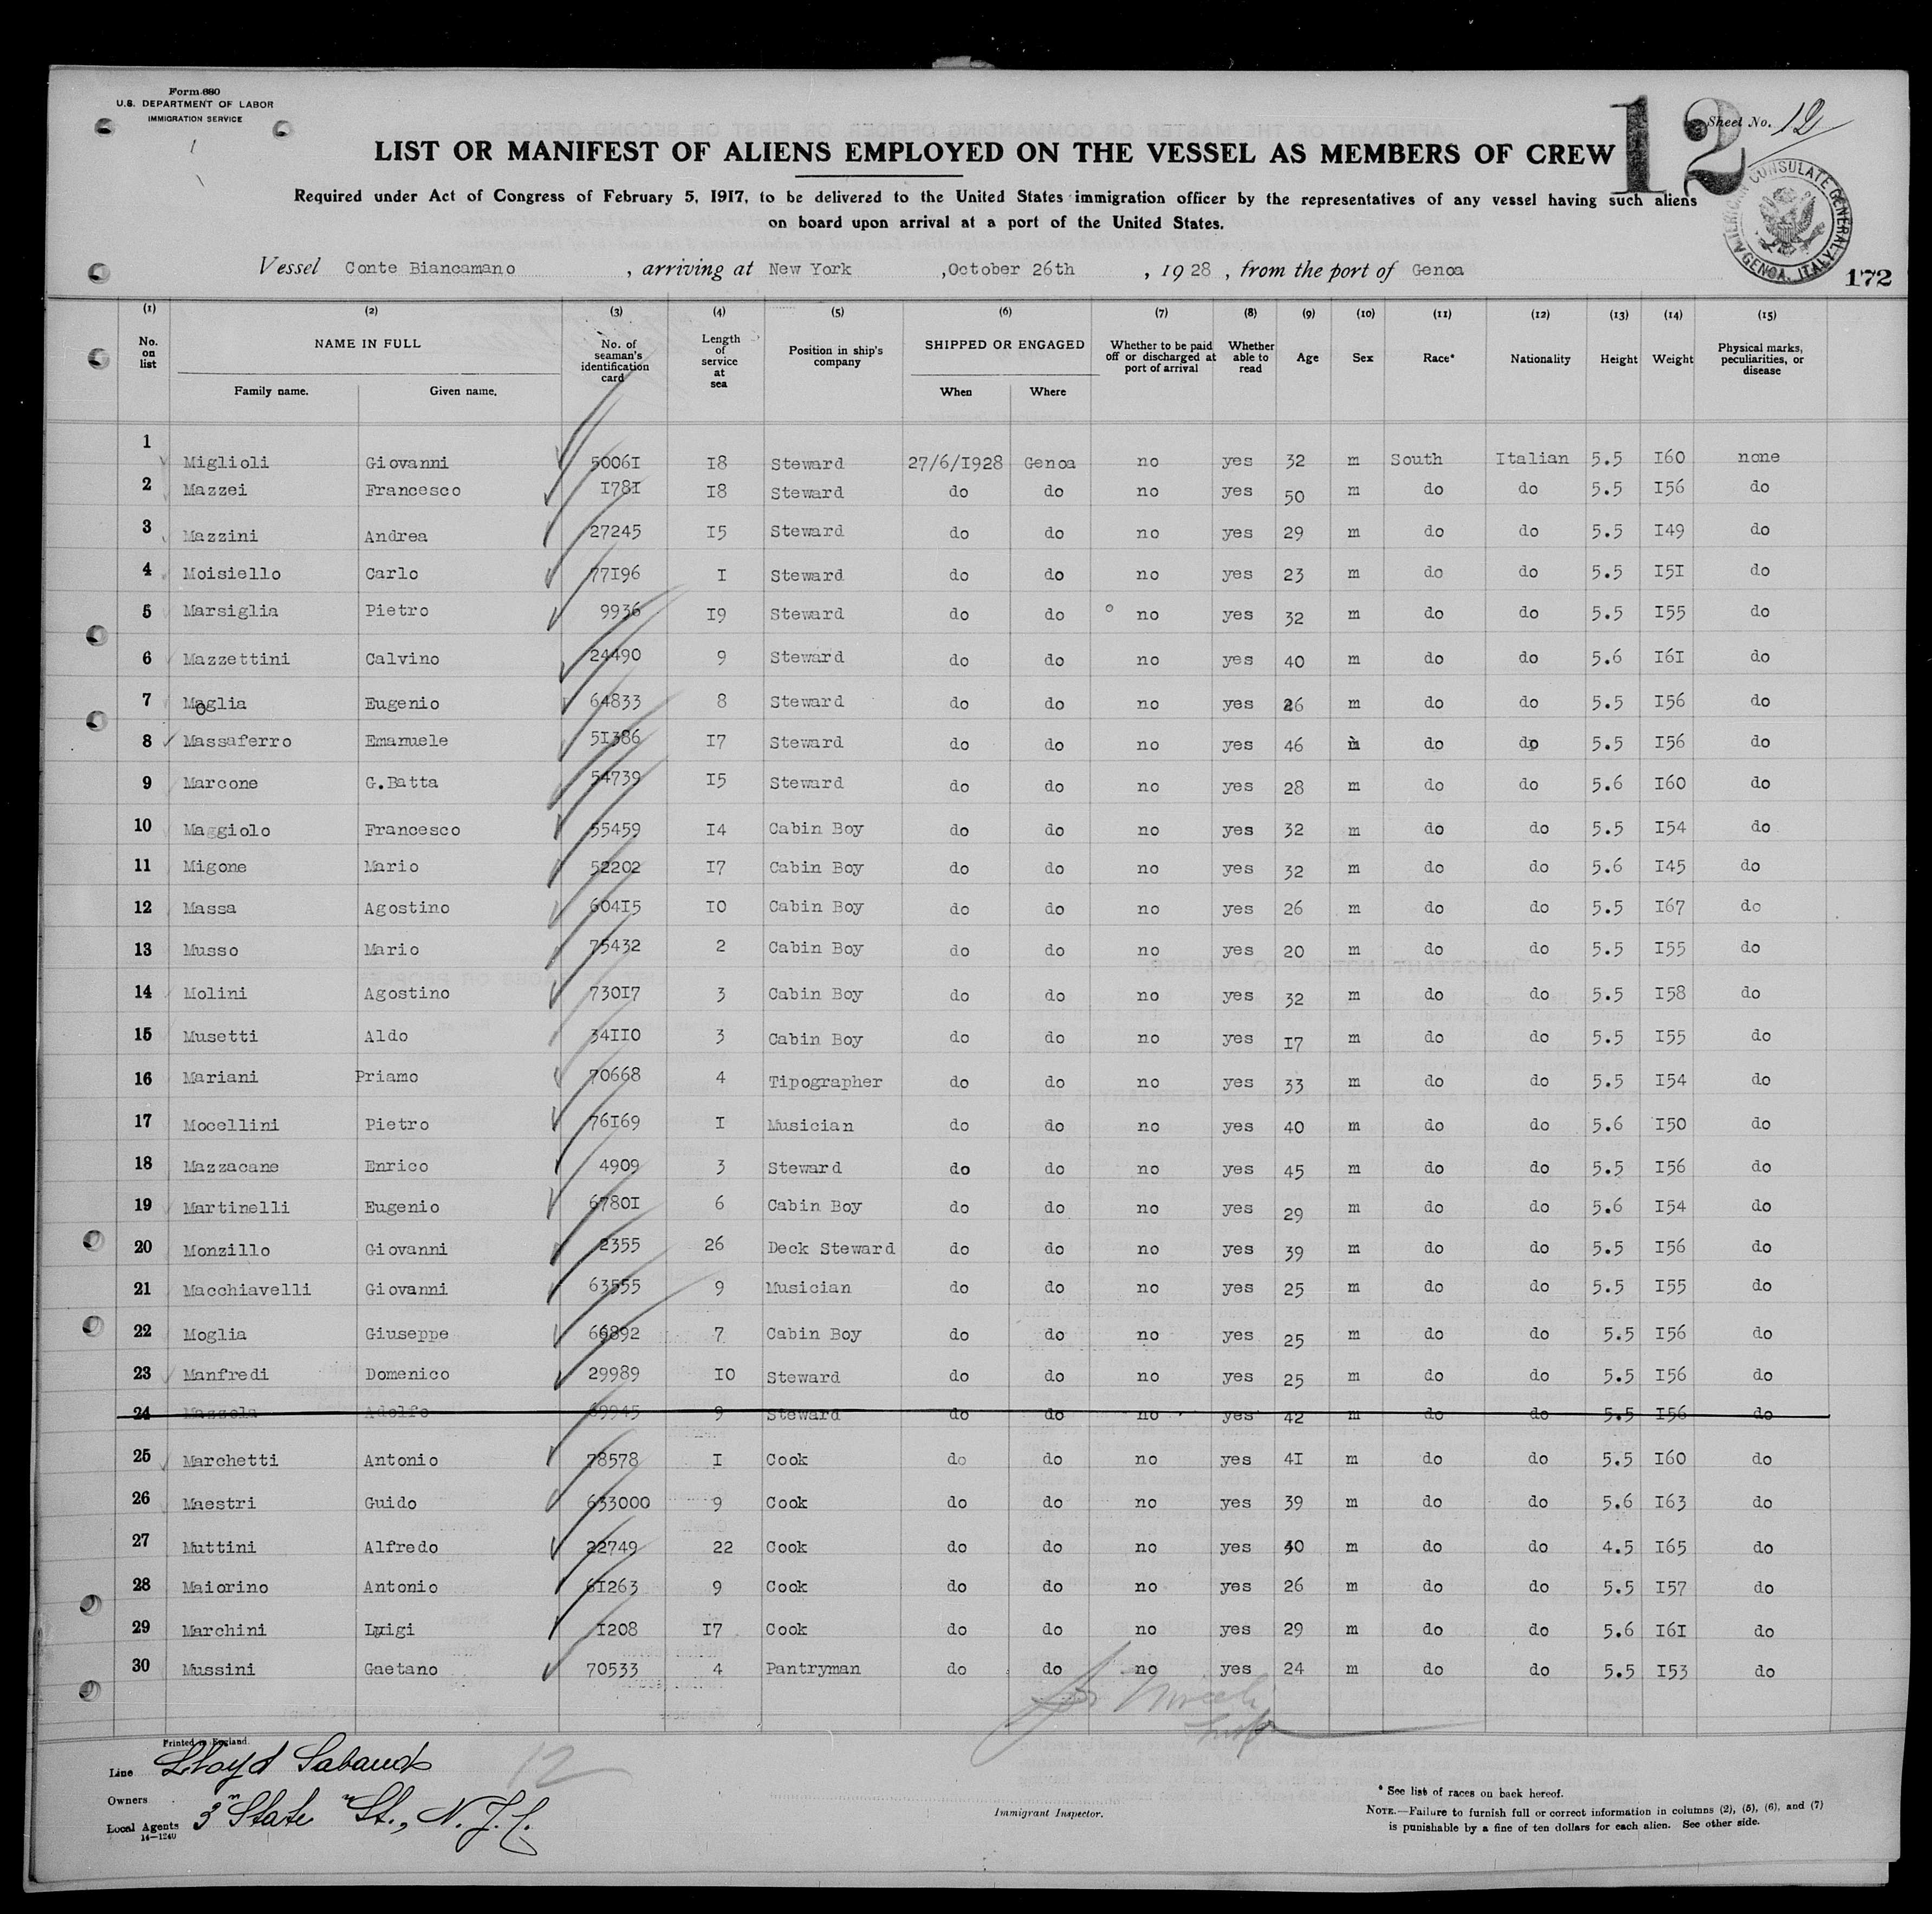 Form 680
U.S. DEPARTMENT OF LABOR
IMMIGRATION SERVICE
12
Sheet No. 12
LIST OR MANIFEST OF ALIENS EMPLOYED ON THE VESSEL AS MEMBERS OF CREW
Required under Act of Congress of February 5, 1917, to be delivered to the United States immigration officer by the representatives of any vessel having such aliens
on board upon arrival at a port of the United States.
AMERICAN CONSULATE GENERAL GENOA, ITALY
Vessel Conte Biancamano , arriving at New York ,October 26th , 1928 , from the port of Genoa
172
(1) (2) (3) (4) (5) (6) (7) (8) (9) (10) (11) (12) (13) (14) (15)
No. on list NAME IN FULL Family name. Given name. No. of seaman's identification card Length of service at sea Position in ship's company SHIPPED OR ENGAGED When Where Whether to be paid off or discharged at port of arrival Whether able to read Age Sex Race* Nationality Height Weight Physical marks, peculiarities, or disease
1 Miglioli Giovanni 5006I I8 Steward 27/6/I928 Genoa no yes 32 m South Italian 5.5 I60 none
2 Mazzei Francesco I78I I8 Steward do do no yes 50 m do do 5.5 I56 do
3 Mazzini Andrea 27245 I5 Steward do do no yes 29 m do do 5.5 I49 do
4 Moisiello Carlo 77I96 I Steward do do no yes 23 m do do 5.5 I5I do
5 Marsiglia Pietro 9936 I9 Steward do do no yes 32 m do do 5.5 I55 do
6 Mazzettini Calvino 24490 9 Steward do do no yes 40 m do do 5.6 I6I do
7 Moglia Eugenio 64833 8 Steward do do no yes 26 m do do 5.5 I56 do
8 Massaferro Emanuele 5I386 I7 Steward do do no yes 46 m do do 5.5 I56 do
9 Marcone G.Batta 54739 I5 Steward do do no yes 28 m do do 5.6 I60 do
10 Maggiolo Francesco 55459 I4 Cabin Boy do do no yes 32 m do do 5.5 I54 do
11 Migone Mario 52202 I7 Cabin Boy do do no yes 32 m do do 5.6 I45 do
12 Massa Agostino 604I5 I0 Cabin Boy do do no yes 26 m do do 5.5 I67 do
13 Musso Mario 75432 2 Cabin Boy do do no yes 20 m do do 5.5 I55 do
14 Molini Agostino 730I7 3 Cabin Boy do do no yes 32 m do do 5.5 I58 do
15 Musetti Aldo 34II0 3 Cabin Boy do do no yes I7 m do do 5.5 I55 do
16 Mariani Priamo 70668 4 Tipographer do do no yes 33 m do do 5.5 I54 do
17 Mocellini Pietro 76I69 I Musician do do no yes 40 m do do 5.6 I50 do
18 Mazzacane Enrico 4909 3 Steward do do no yes 45 m do do 5.5 I56 do
19 Martinelli Eugenio 6780I 6 Cabin Boy do do no yes 29 m do do 5.6 I54 do
20 Monzillo Giovanni 2355 26 Deck Steward do do no yes 39 m do do 5.5 I56 do
21 Macchiavelli Giovanni 63555 9 Musician do do no yes 25 m do do 5.5 I55 do
22 Moglia Giuseppe 66892 7 Cabin Boy do do no yes 25 m do do 5.5 I56 do
23 Manfredi Domenico 29989 I0 Steward do do no yes 25 m do do 5.5 I56 do
24 Mazzola Adolfo 9 Steward do do no yes 42 m do do 5.5 I56 do
25 Marchetti Antonio 78578 I Cook do do no yes 4I m do do 5.5 I60 do
26 Maestri Guido 633000 9 Cook do do no yes 39 m do do 5.6 I63 do
27 Muttini Alfredo 22749 22 Cook do do no yes 40 m do do 4.5 I65 do
28 Maiorino Antonio 6I263 9 Cook do do no yes 26 m do do 5.5 I57 do
29 Marchini Luigi I208 I7 Cook do do no yes 29 m do do 5.6 I6I do
30 Mussini Gaetano 70533 4 Pantryman do do no yes 24 m do do 5.5 I53 do
Printed in England.
Line Lloyd Sabaudo
12
Owners
Local Agents 3 State St., N.Y.C.
14—1240
Immigrant Inspector.
* See list of races on back hereof.
NOTE.—Failure to furnish full or correct information in columns (2), (5), (6), and (7)
is punishable by a fine of ten dollars for each alien. See other side.